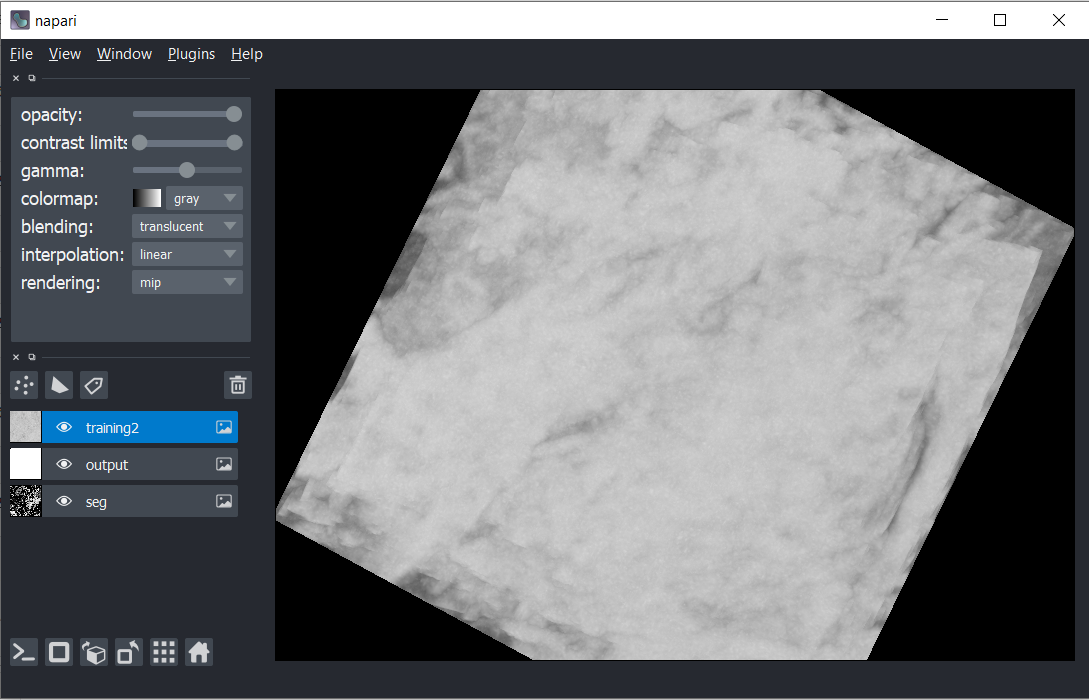 napari
File View Window Plugins Help
opacity:
contrast limits
gamma:
colormap: gray
blending: translucent
interpolation: linear
rendering: mip
training2
output
seg